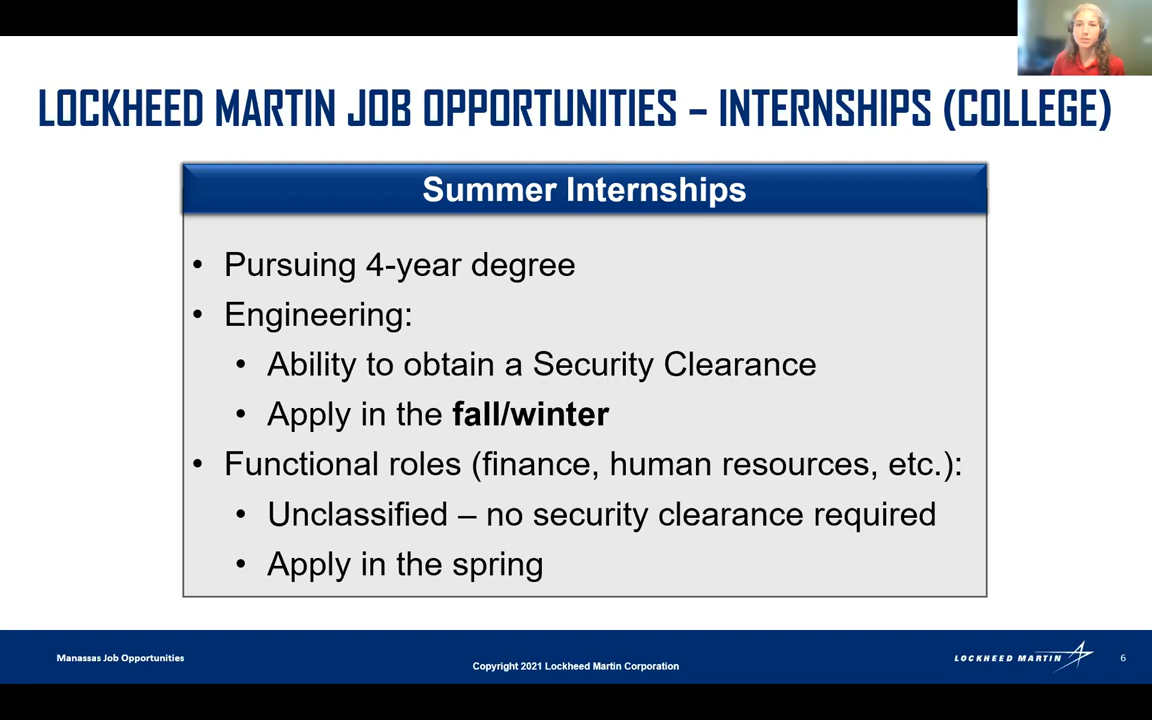 LOCKHEED MARTIN JOB OPPORTUNITIES – INTERNSHIPS (COLLEGE)
Summer Internships
• Pursuing 4-year degree
• Engineering:
• Ability to obtain a Security Clearance
• Apply in the fall/winter
• Functional roles (finance, human resources, etc.):
• Unclassified – no security clearance required
• Apply in the spring
Manassas Job Opportunities
Copyright 2021 Lockheed Martin Corporation
LOCKHEED MARTIN
6